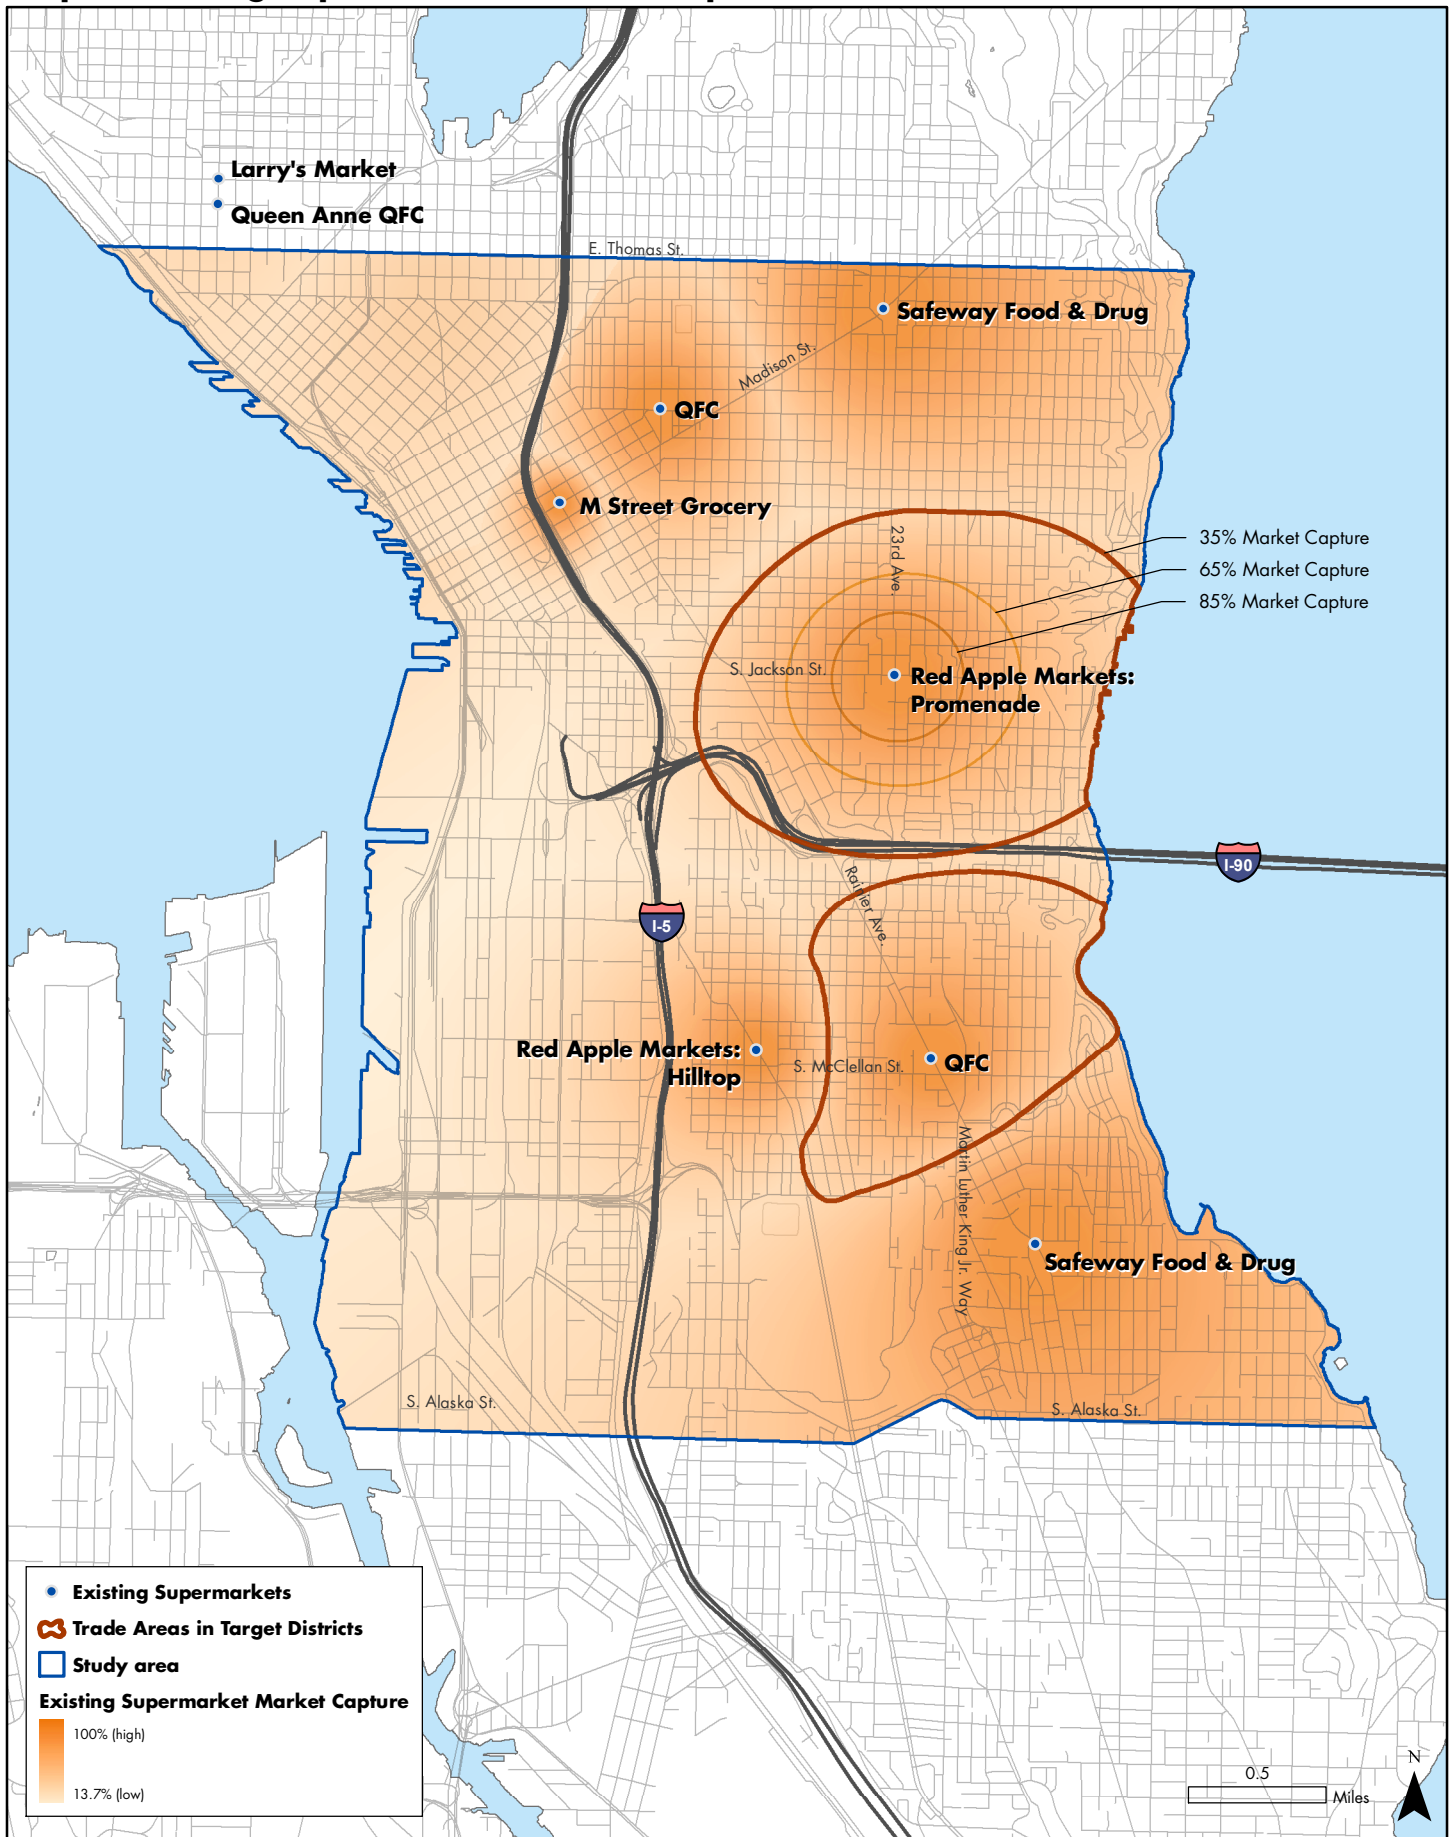 Larry's Market
Queen Anne QFC
E. Thomas St.
Safeway Food & Drug
Madison St.
QFC
M Street Grocery
23rd Ave.
35% Market Capture
65% Market Capture
85% Market Capture
S. Jackson St.
Red Apple Markets:
Promenade
I-90
Rainier Ave.
I-5
Red Apple Markets:
Hilltop
S. McClellan St.
QFC
Martin Luther King Jr. Way
Safeway Food & Drug
S. Alaska St.
S. Alaska St.
Existing Supermarkets
Trade Areas in Target Districts
Study area
Existing Supermarket Market Capture
100% (high)
13.7% (low)
0.5
Miles
N